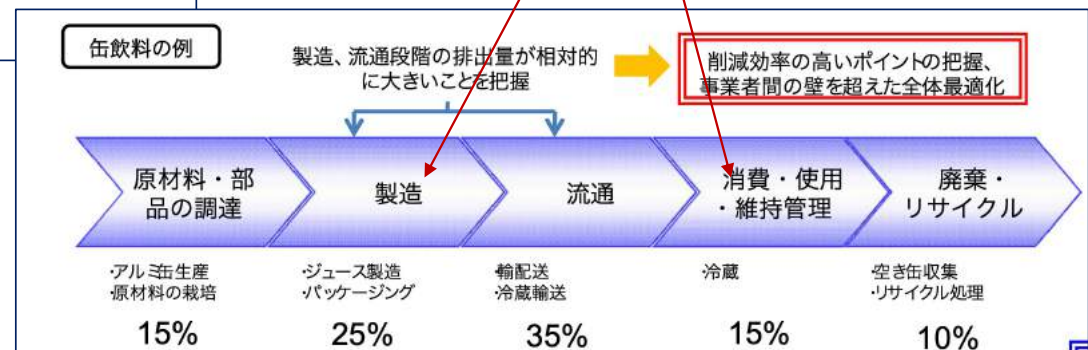 缶飲料の例
製造、流通段階の排出量が相対的
に大きいことを把握
削減効率の高いポイントの把握、
事業者間の壁を超えた全体最適化
原材料・部
品の調達
製造
流通
消費・使用
・維持管理
廃棄・
リサイクル
・アルミ缶生産
・原材料の栽培
・ジュース製造
・パッケージング
・輸配送
・冷蔵輸送
・冷蔵
・空き缶収集
・リサイクル処理
15%
25%
35%
15%
10%